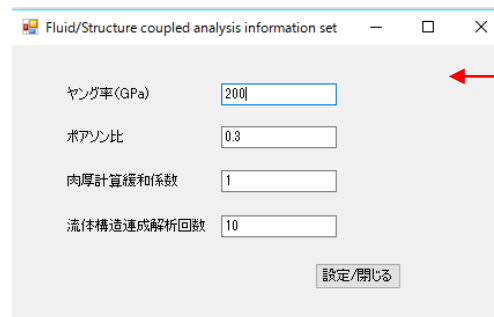 Fluid/Structure coupled analysis information set
ヤング率(GPa) 200
ポアソン比 0.3
肉厚計算緩和係数 1
流体構造連成解析回数 10
設定/閉じる